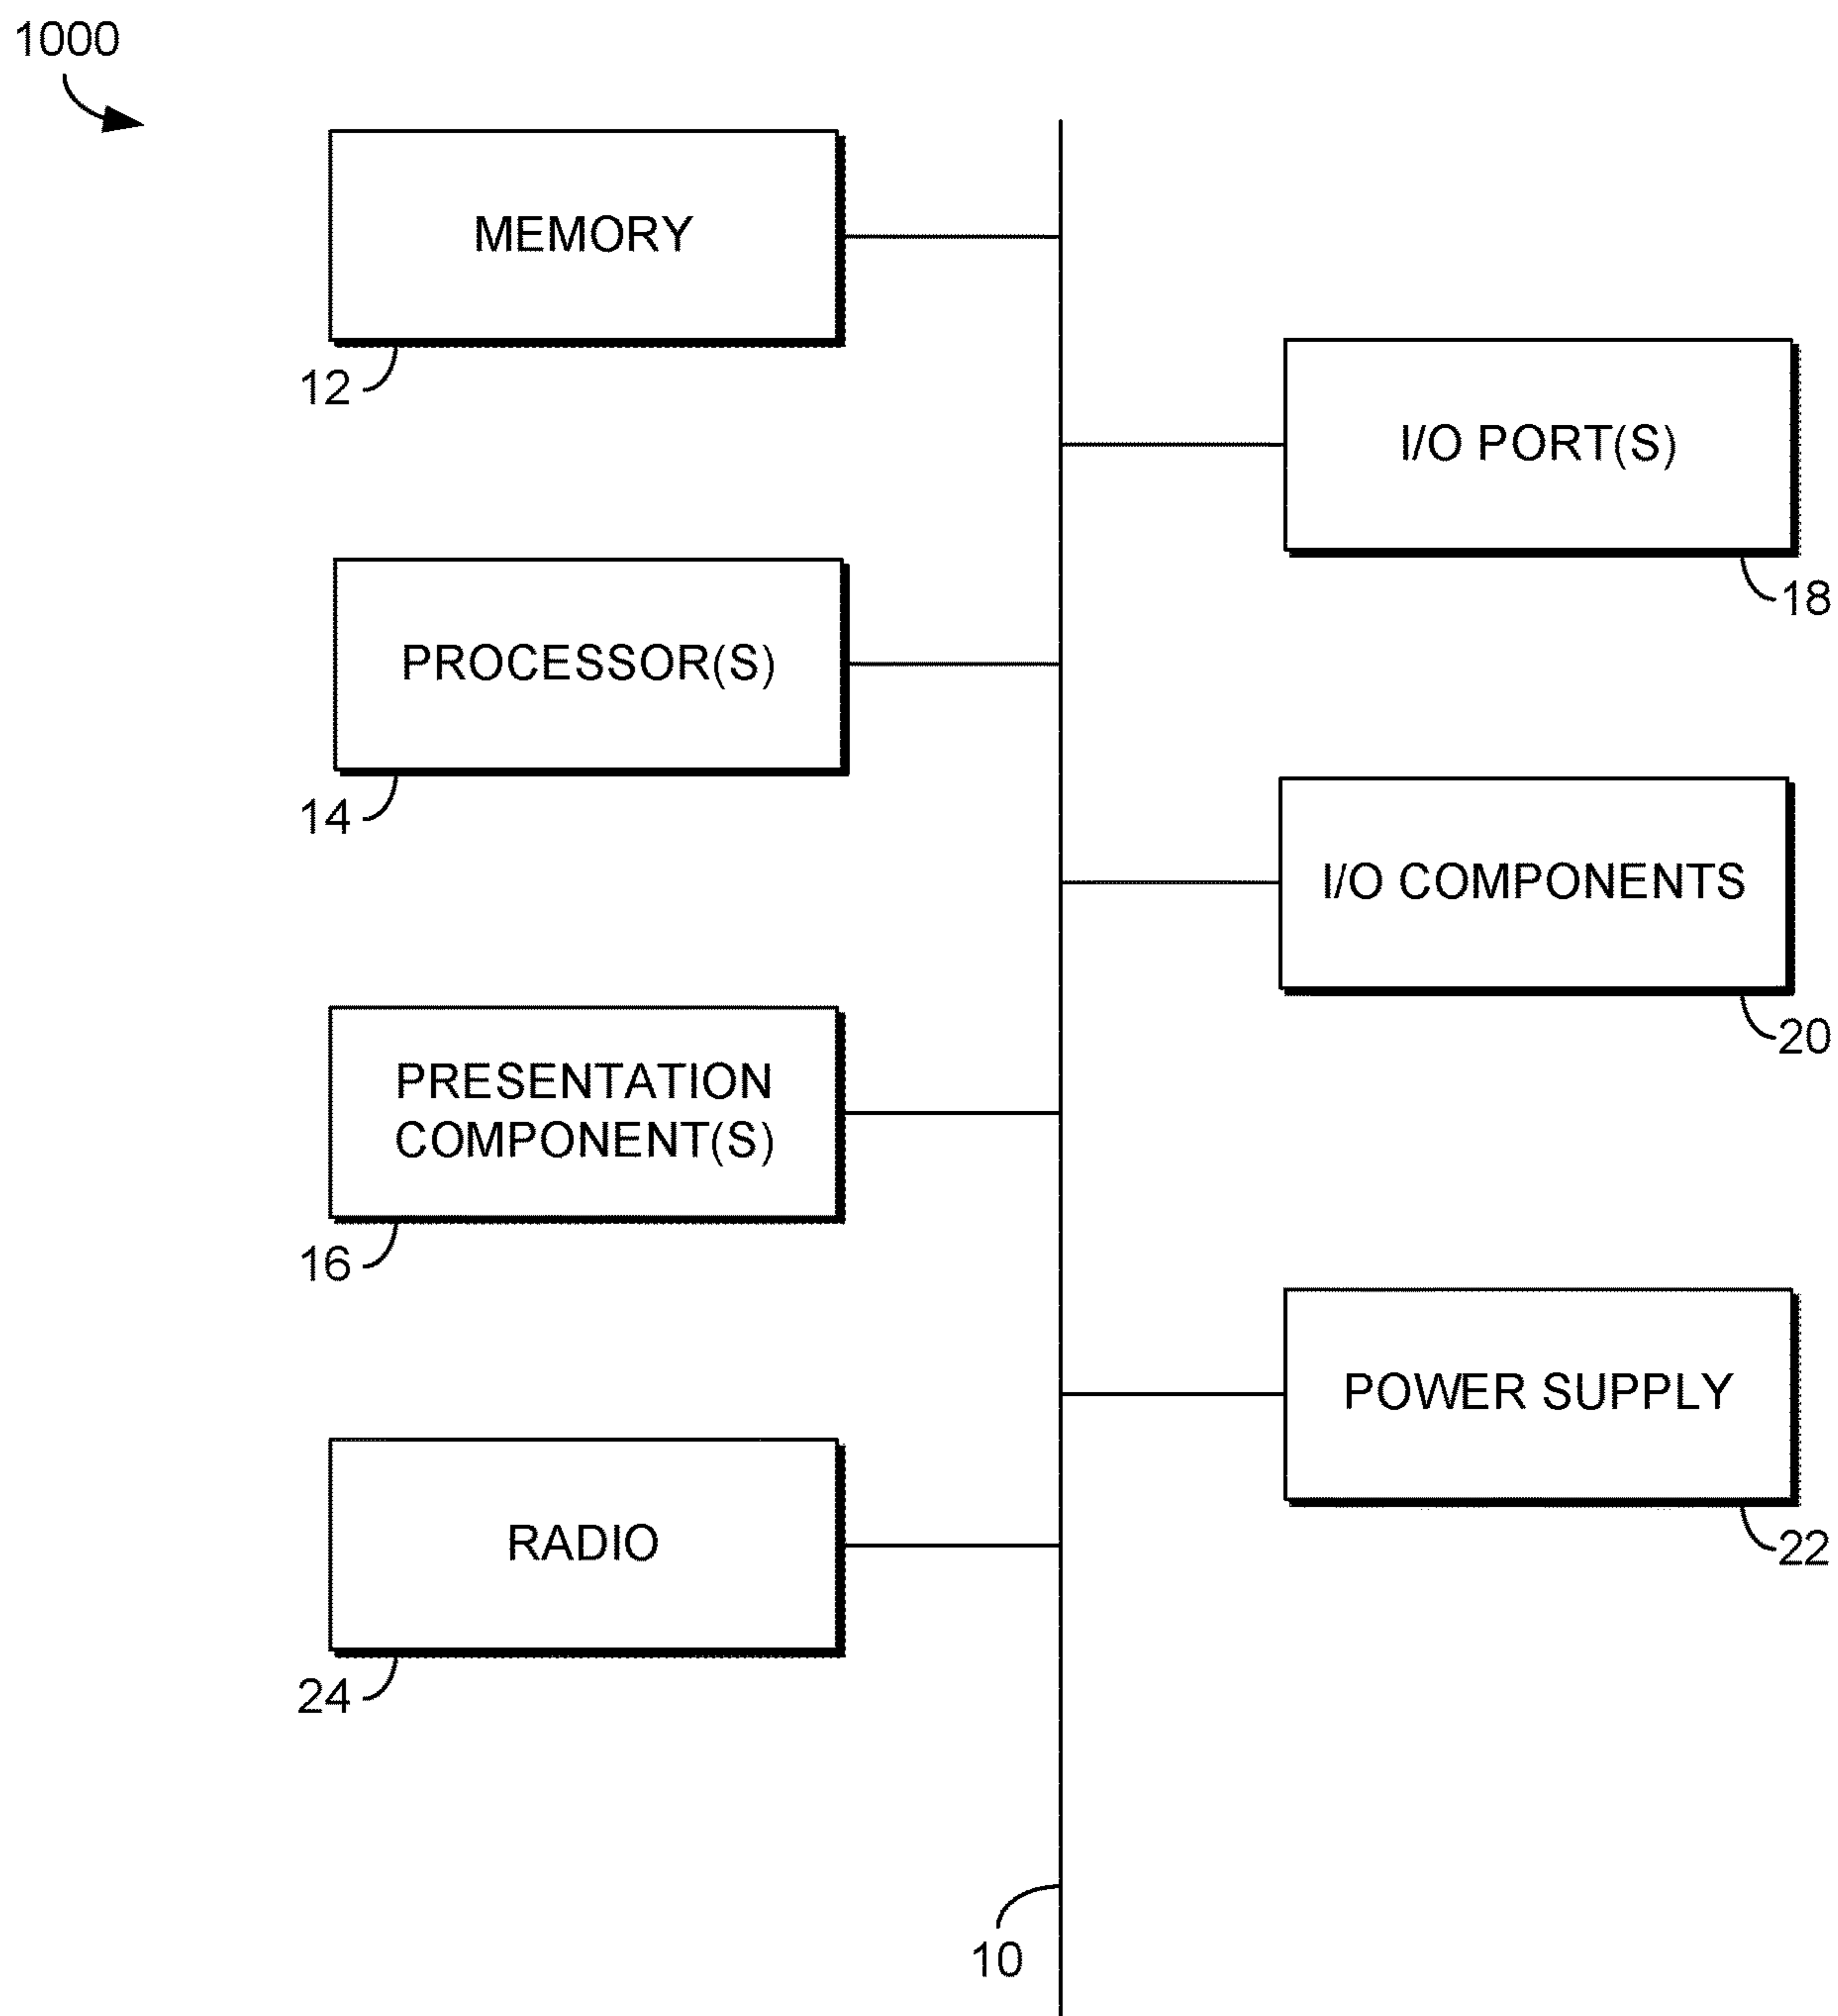 1000
MEMORY
12
I/O PORT(S)
18
PROCESSOR(S)
14
I/O COMPONENTS
20
PRESENTATION
COMPONENT(S)
16
POWER SUPPLY
22
RADIO
24
10